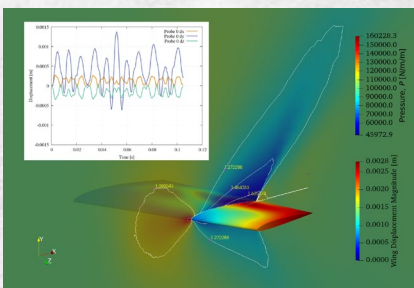 Probe 0 dx
Probe 0 dy
Probe 0 dz
0.0015
0.001
0.0005
0
-0.0005
-0.001
-0.0015
Displacement [m]
0 0.02 0.04 0.06 0.08 0.1 0.12
Time [s]
160228.3
150000.0
140000.0
130000.0
120000.0
110000.0
100000.0
90000.0
80000.0
70000.0
60000.0
45972.9
Pressure, P [N/m/m]
0.0028
0.0025
0.0020
0.0015
0.0010
0.0005
0.0000
Wing Displacement Magnitude [m]
1.272286
1.272286
Y
X
Z